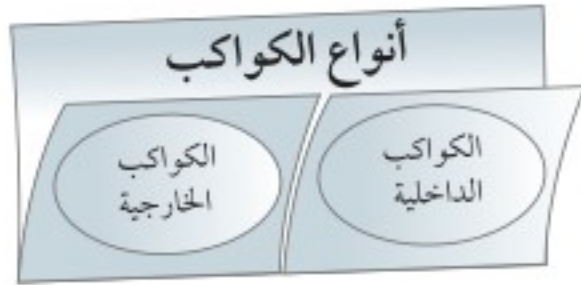 أنواع الكواكب
الكواكب
الداخلية
الكواكب
الخارجية